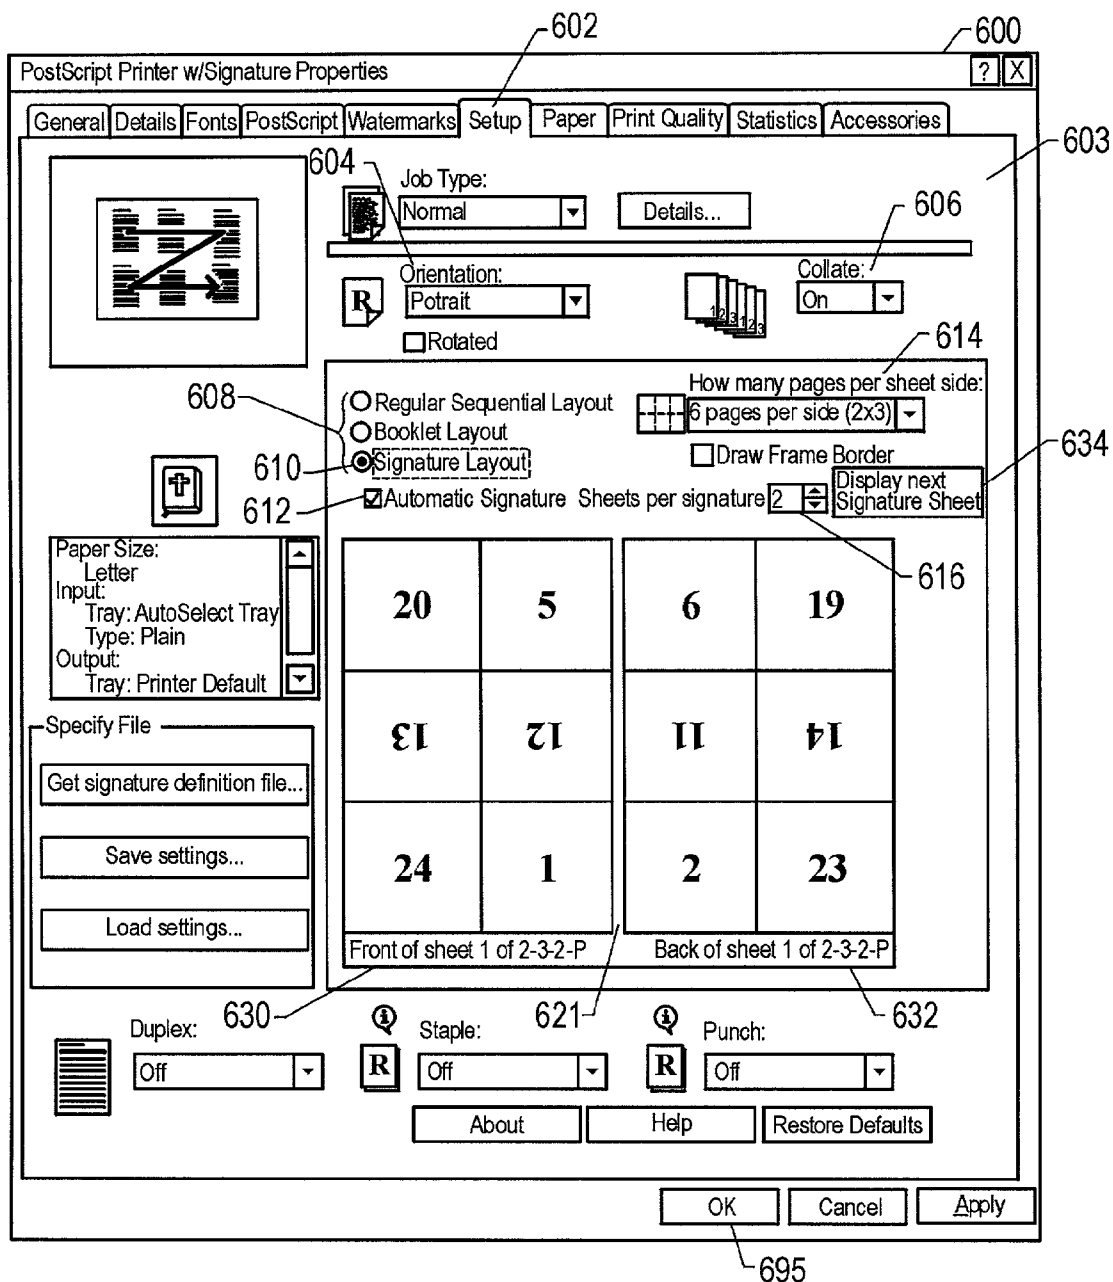 602
600
PostScript Printer w/Signature Properties ? X
General Details Fonts PostScript Watermarks Setup Paper Print Quality Statistics Accessories
603
604
Job Type:
Normal Details...
606
Orientation: Collate:
R Potrait 1 2 3 1 2 3 On
Rotated
614
How many pages per sheet side:
608 Regular Sequential Layout 6 pages per side (2x3)
Booklet Layout
634
610 Signature Layout Draw Frame Border
612 Automatic Signature Sheets per signature 2 Display next
Signature Sheet
616
Paper Size:
Letter
Input:
Tray: AutoSelect Tray
Type: Plain
Output:
Tray: Printer Default
20 5 6 19
13 12 11 14
24 1 2 23
Front of sheet 1 of 2-3-2-P Back of sheet 1 of 2-3-2-P
Specify File
Get signature definition file...
Save settings...
Load settings...
630 621 632
Duplex: i Staple: i Punch:
Off R Off R Off
About Help Restore Defaults
OK Cancel Apply
695